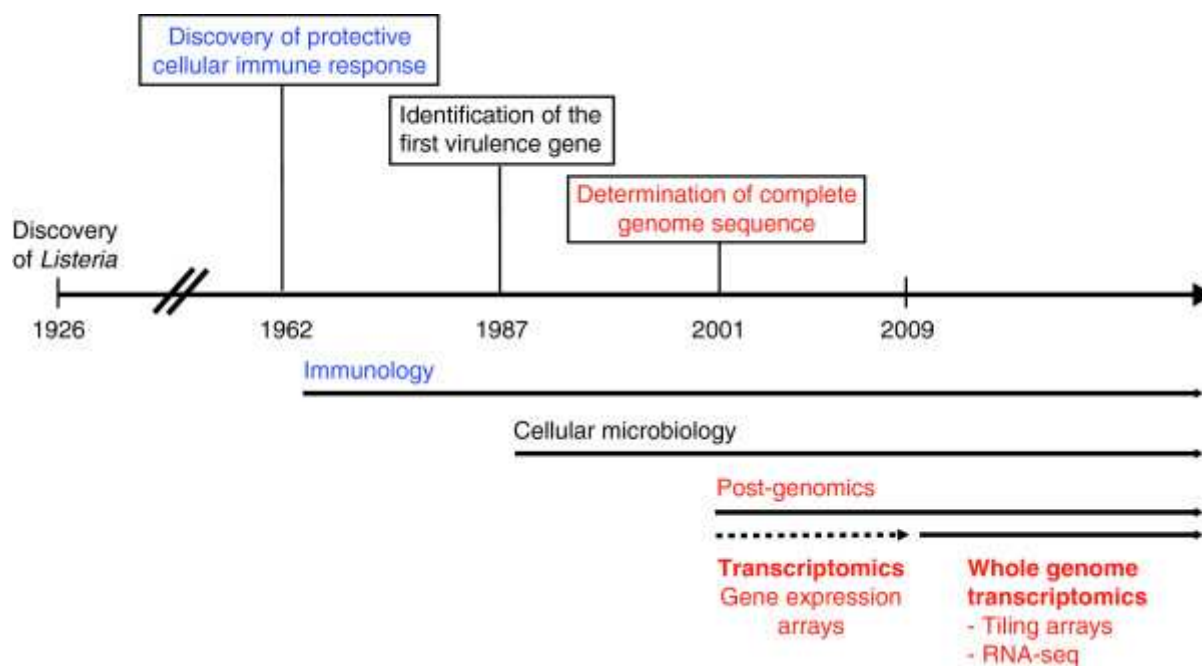 Discovery of protective
cellular immune response
Identification of the
first virulence gene
Determination of complete
genome sequence
Discovery
of Listeria
1926
1962
1987
2001
2009
Immunology
Cellular microbiology
Post-genomics
Transcriptomics
Gene expression
arrays
Whole genome
transcriptomics
- Tiling arrays
- RNA-seq